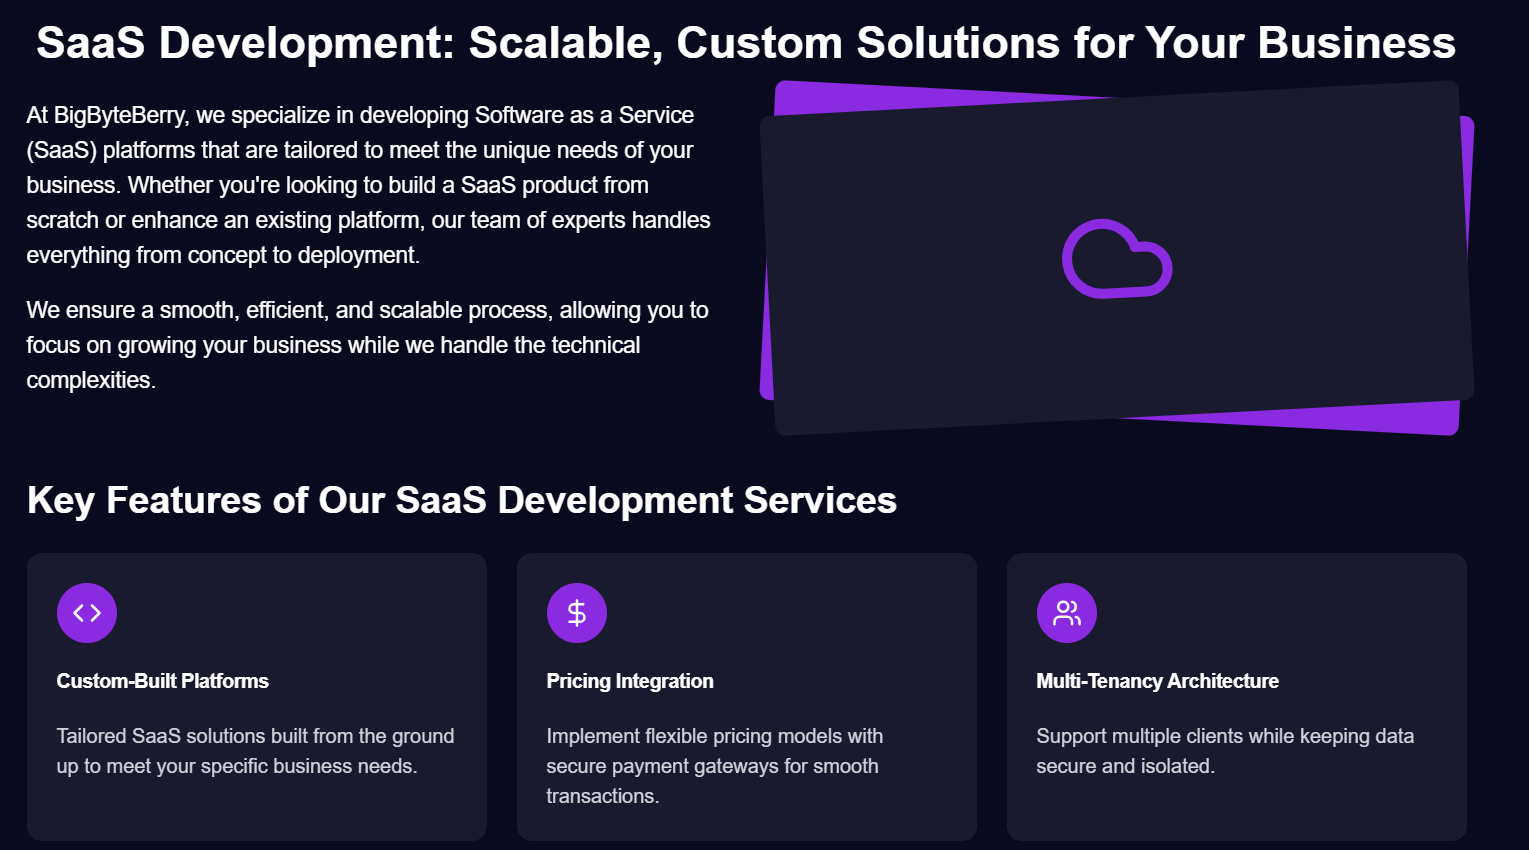 SaaS Development: Scalable, Custom Solutions for Your Business
At BigByteBerry, we specialize in developing Software as a Service
(SaaS) platforms that are tailored to meet the unique needs of your
business. Whether you're looking to build a SaaS product from
scratch or enhance an existing platform, our team of experts handles
everything from concept to deployment.
We ensure a smooth, efficient, and scalable process, allowing you to
focus on growing your business while we handle the technical
complexities.
Key Features of Our SaaS Development Services
Custom-Built Platforms
Tailored SaaS solutions built from the ground
up to meet your specific business needs.
Pricing Integration
Implement flexible pricing models with
secure payment gateways for smooth
transactions.
Multi-Tenancy Architecture
Support multiple clients while keeping data
secure and isolated.